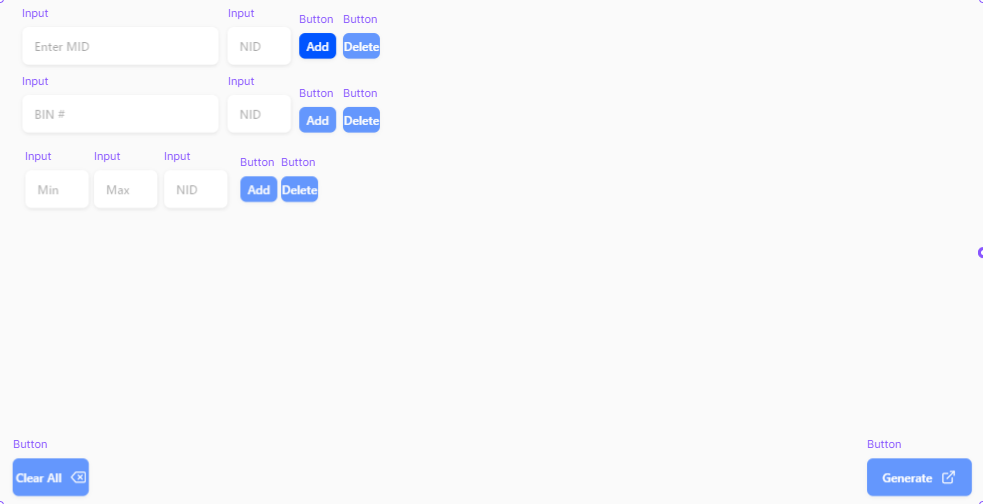 Input Input Button Button
Enter MID NID Add Delete
Input Input Button Button
BIN # NID Add Delete
Input Input Input Button Button
Min Max NID Add Delete
Button Button
Clear All Generate